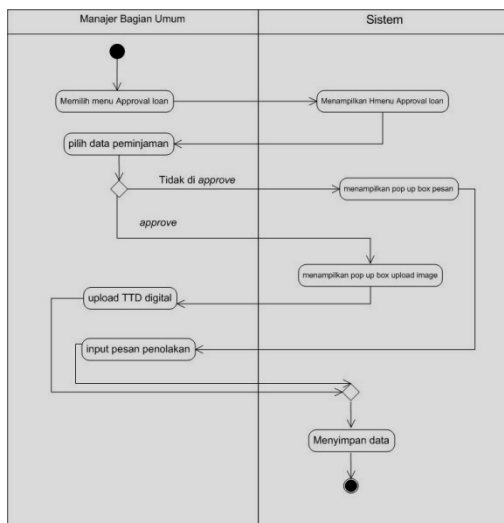 Manajer Bagian Umum
Sistem
Memilih menu Approval loan
Menampilkan Hmenu Approval loan
pilih data peminjaman
Tidak di approve
menampilkan pop up box pesan
approve
menampilkan pop up box upload image
upload TTD digital
input pesan penolakan
Menyimpan data